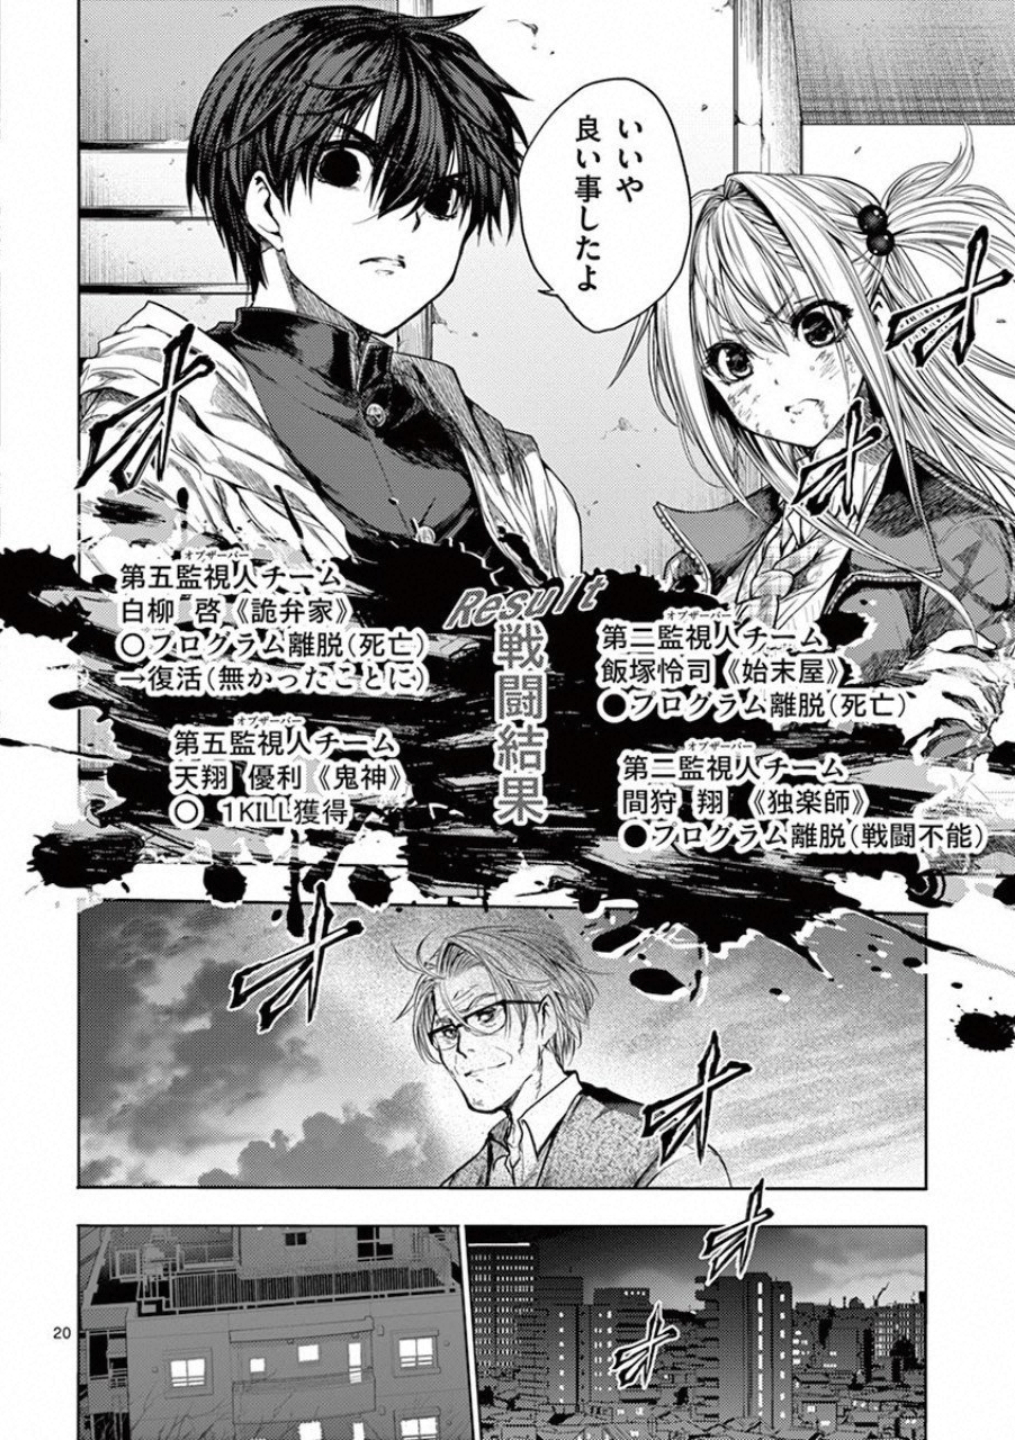 いいや
良い事したよ
オ
オ
オ
Result
戦闘結果
オブザーバー
第二監視人チーム
飯塚怜司《始末屋》
●プログラム離脱(死亡)
オブザーバー
第二監視人チーム
間狩 翔 《独楽師》
●プログラム離脱(戦闘不能)
オブザーバー
第五監視人チーム
白柳 啓《詭弁家》
○プログラム離脱(死亡)
→復活(無かったことに)
オブザーバー
第五監視人チーム
天翔 優利《鬼神》
○ 1KILL獲得
オ
オ
オ
オ
20